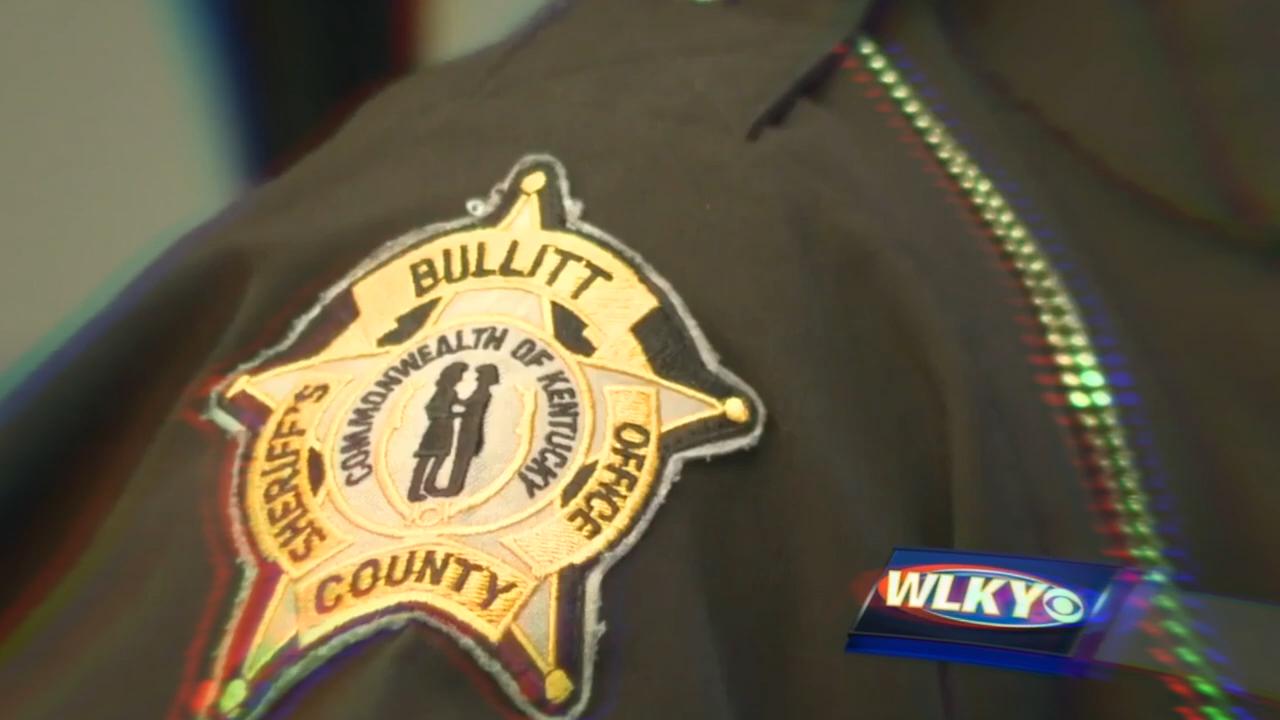 BULLITT
COMMONWEALTH OF KENTUCKY
SHERIFF'S
OFFICE
COUNTY
WLKY